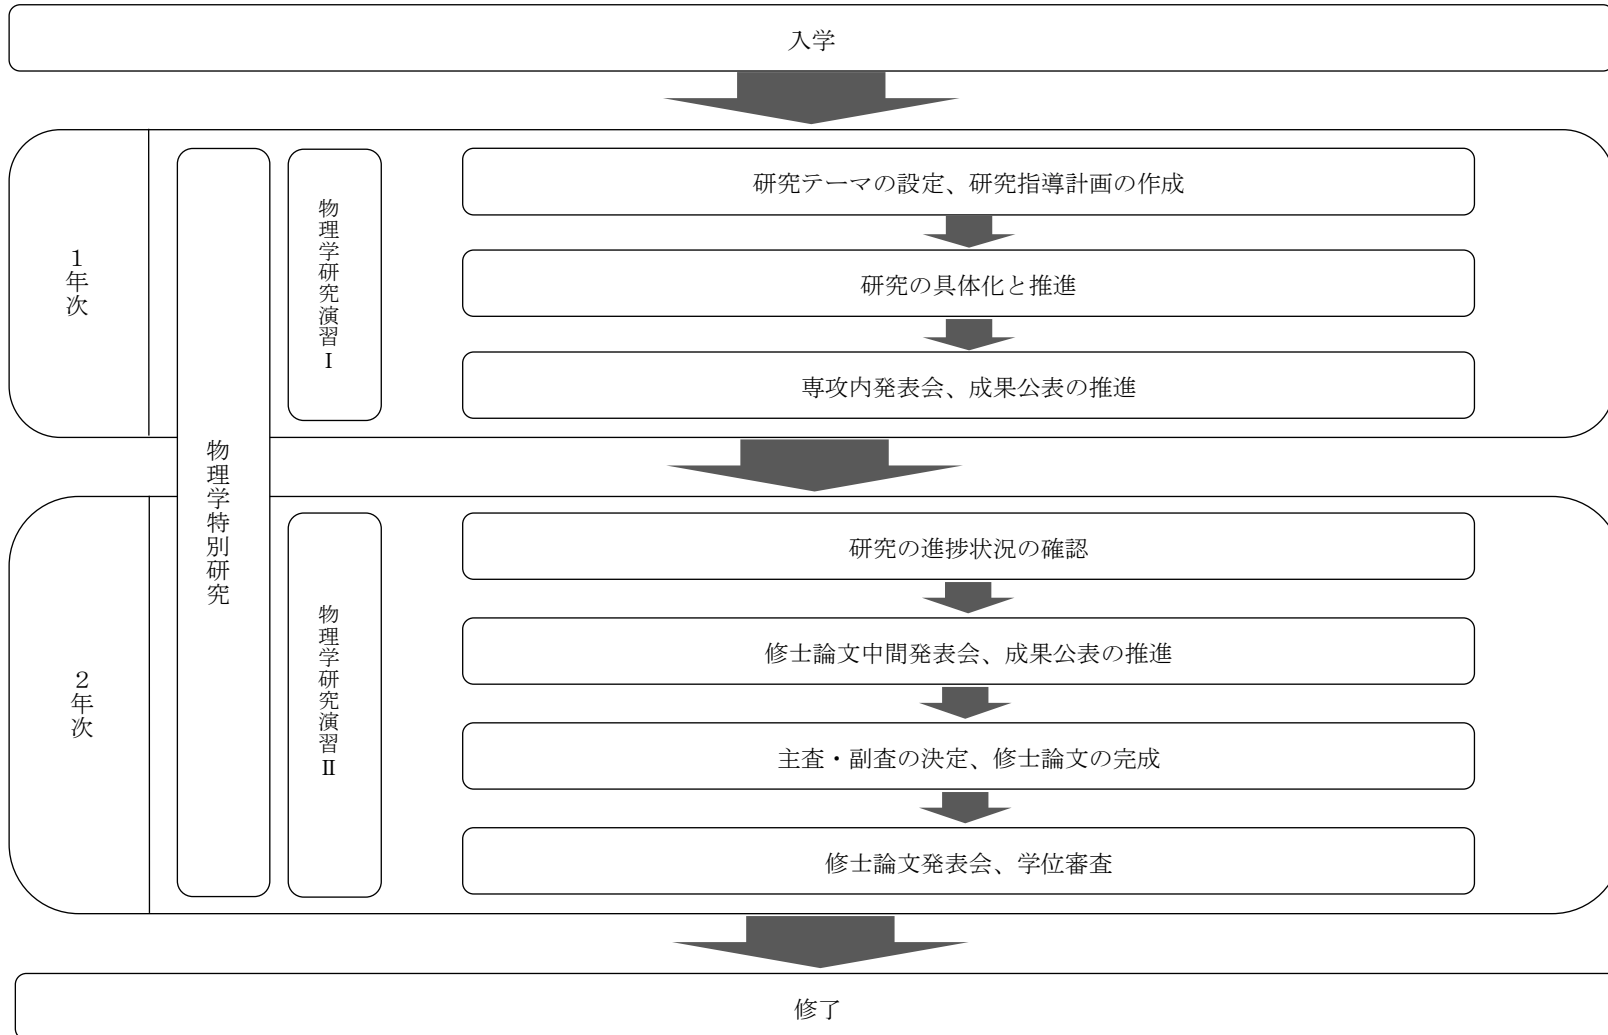 入学
1年次
物理学特別研究
物理学研究演習Ⅰ
研究テーマの設定、研究指導計画の作成
研究の具体化と推進
専攻内発表会、成果公表の推進
2年次
物理学研究演習Ⅱ
研究の進捗状況の確認
修士論文中間発表会、成果公表の推進
主査・副査の決定、修士論文の完成
修士論文発表会、学位審査
修了